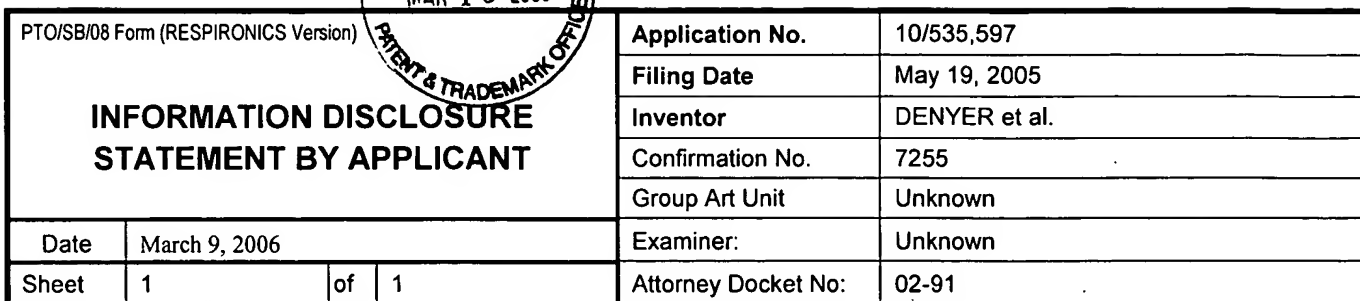 PTO/SB/08 Form (RESPIRONICS Version)
PATENT & TRADEMARK OFFICE
INFORMATION DISCLOSURE
STATEMENT BY APPLICANT
Date March 9, 2006
Sheet 1 of 1
Application No. 10/535,597
Filing Date May 19, 2005
Inventor DENYER et al.
Confirmation No. 7255
Group Art Unit Unknown
Examiner: Unknown
Attorney Docket No: 02-91